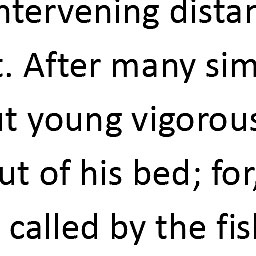 ntervening distan
t. After many sim
ut young vigorous
ut of his bed; for,
called by the fish